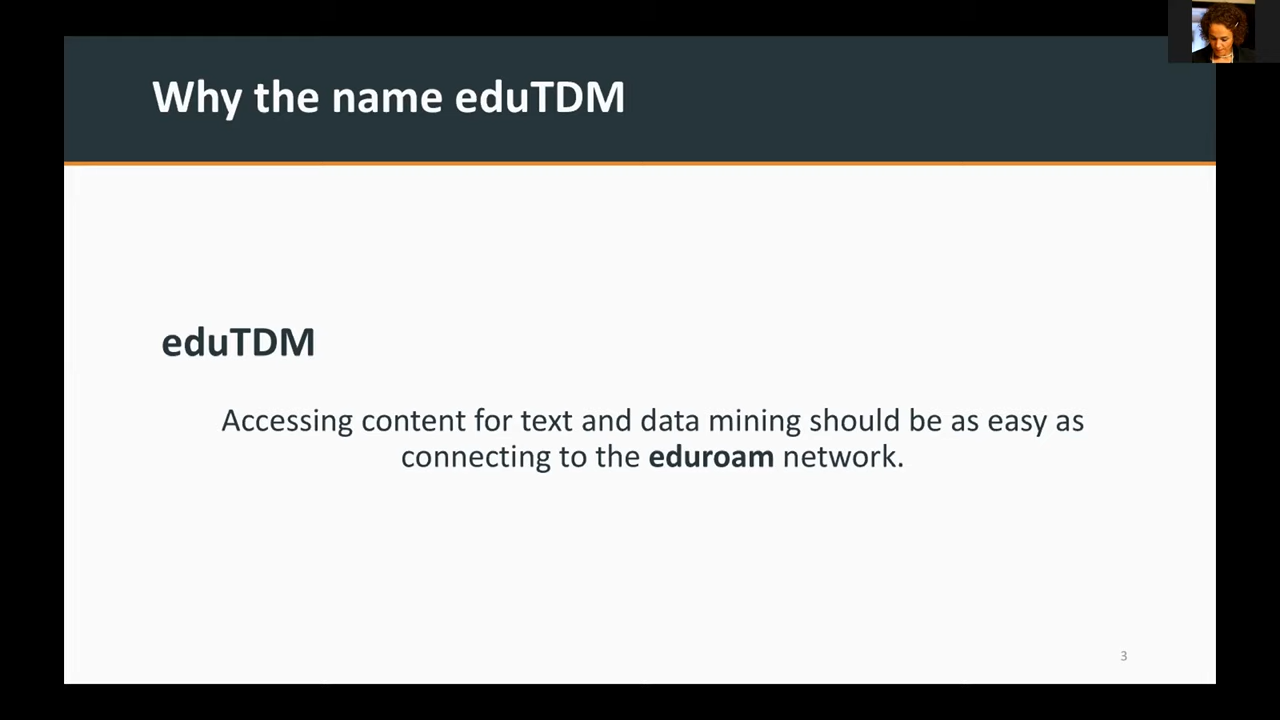 Why the name eduTDM
eduTDM
Accessing content for text and data mining should be as easy as
connecting to the eduroam network.
3